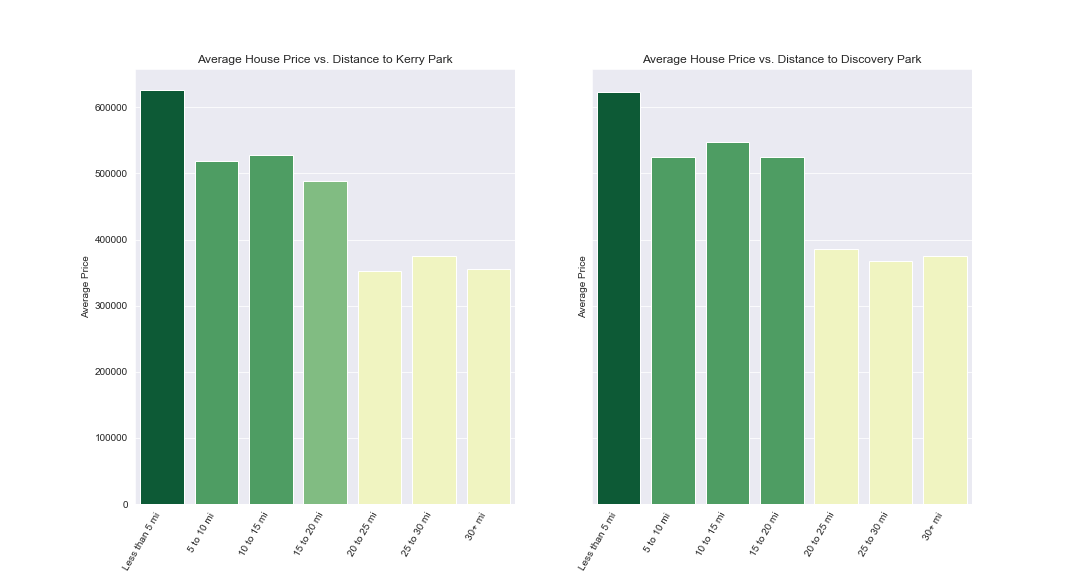 Average House Price vs. Distance to Kerry Park
Average Price
600000
500000
400000
300000
200000
100000
0
Less than 5 mi
5 to 10 mi
10 to 15 mi
15 to 20 mi
20 to 25 mi
25 to 30 mi
30+ mi
Average House Price vs. Distance to Discovery Park
Average Price
Less than 5 mi
5 to 10 mi
10 to 15 mi
15 to 20 mi
20 to 25 mi
25 to 30 mi
30+ mi